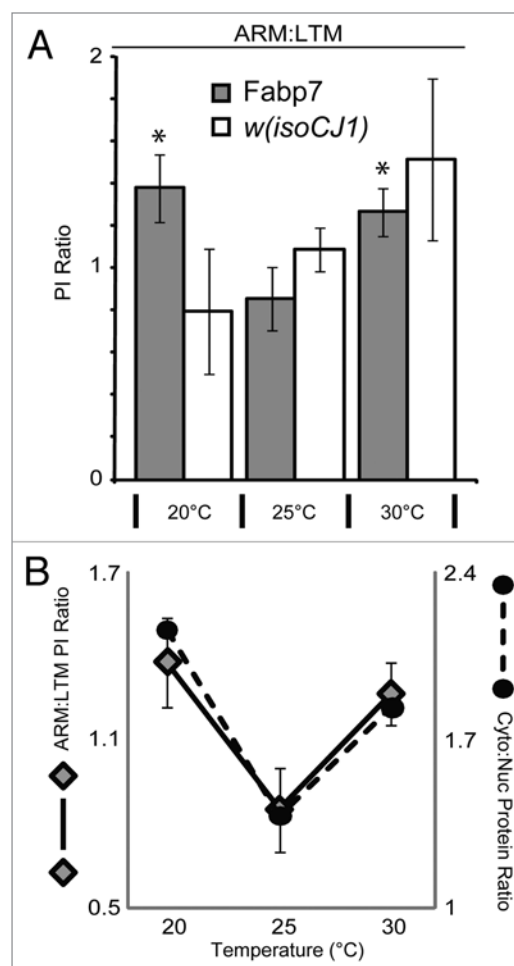 A
ARM:LTM
2
Fabp7
w(isoCJ1)
*
*
1
PI Ratio
0
20°C 25°C 30°C
B
1.7 2.4
ARM:LTM PI Ratio
Cyto:Nuc Protein Ratio
1.1 1.7
0.5 1
20 25 30
Temperature (°C)